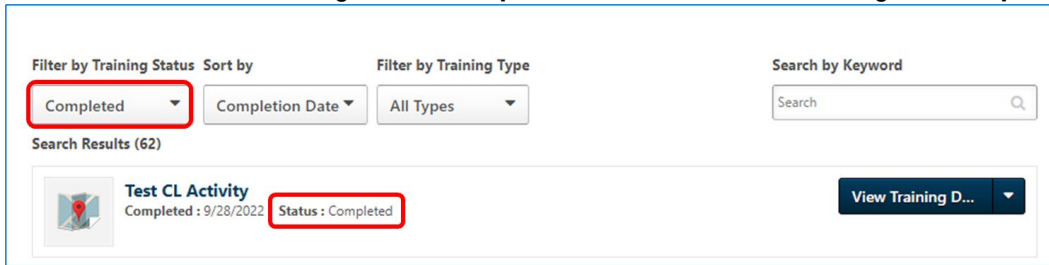 Filter by Training Status Sort by Filter by Training Type Search by Keyword
Completed Completion Date All Types Search
Search Results (62)
Test CL Activity
Completed : 9/28/2022 Status : Completed
View Training D...